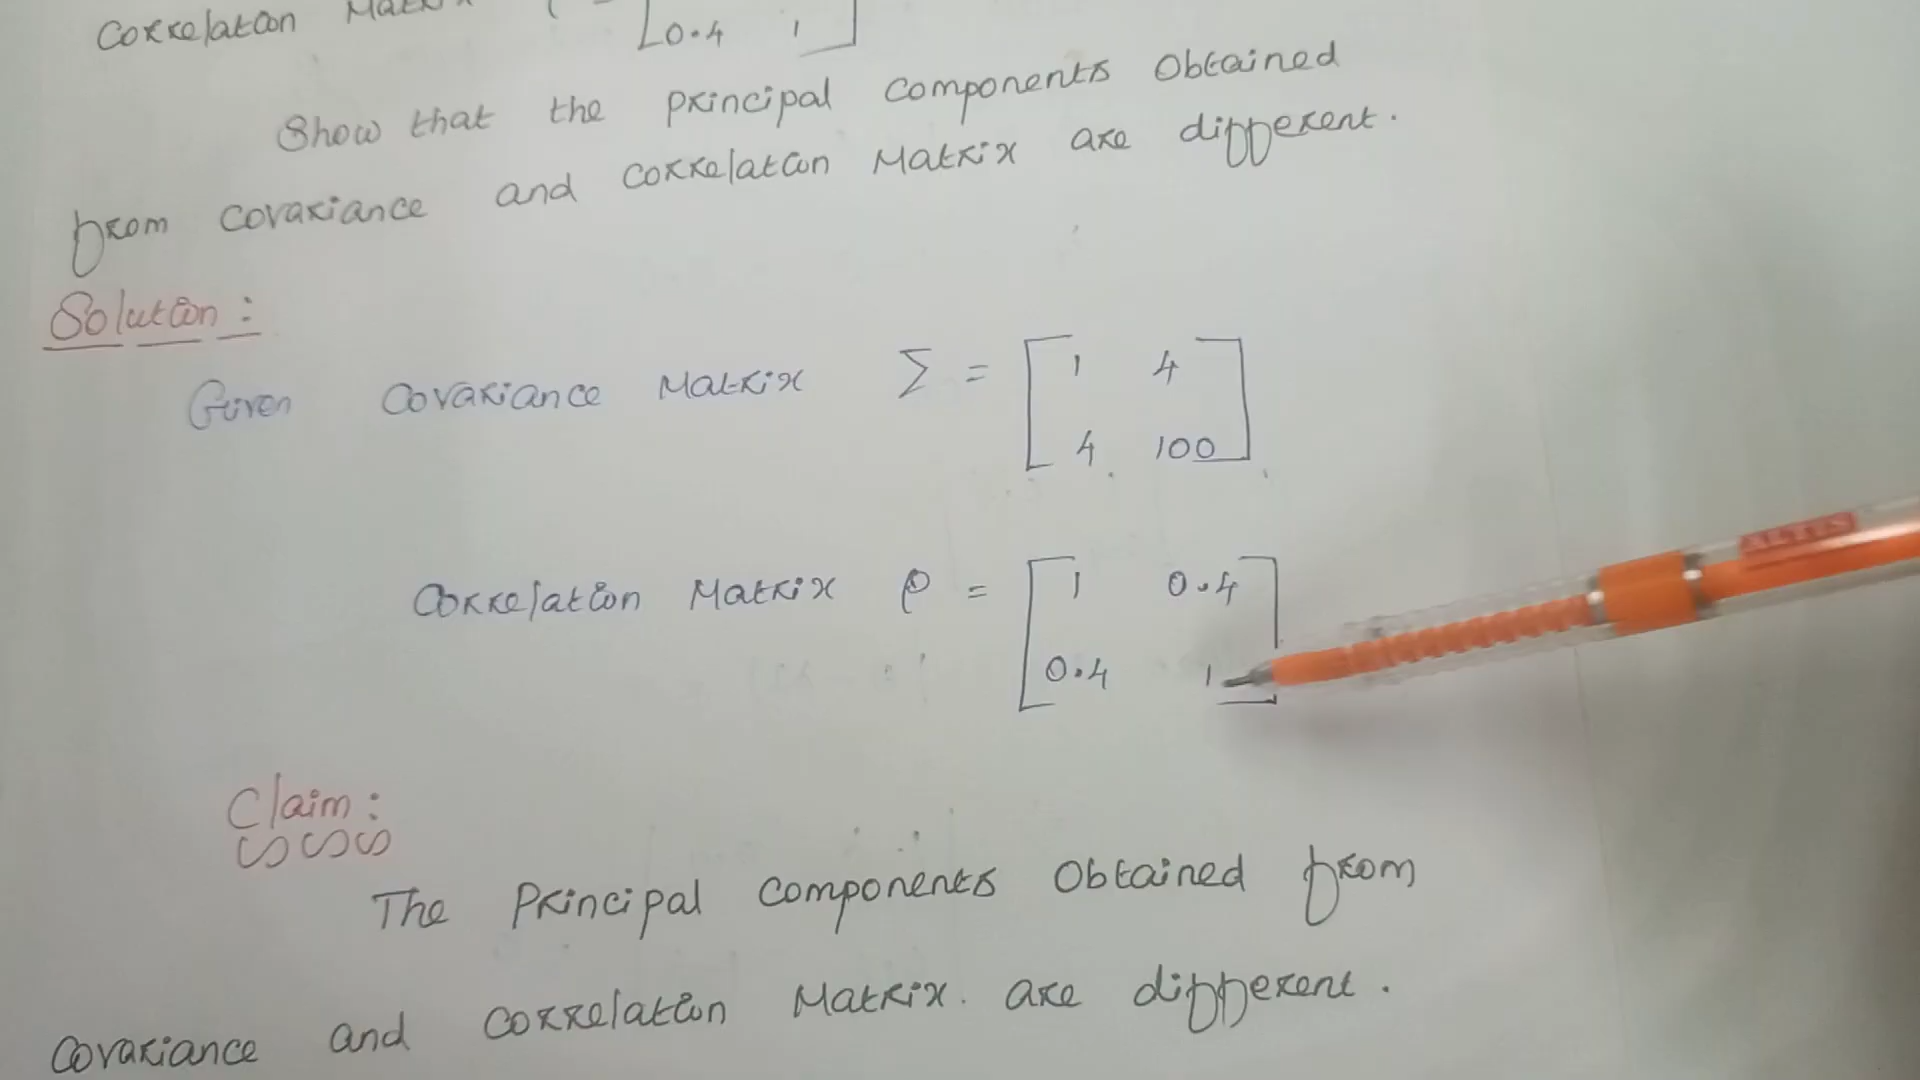 Correlation Matrix
0.4 1
Show that the principal components obtained
from covariance and correlation Matrix are different.
Solution:
Given Covariance Matrix Σ = [1 4
4 100]
Correlation Matrix ρ = [1 0.4
0.4 1]
Claim:
The Principal components obtained from
covariance and correlation Matrix. are different.